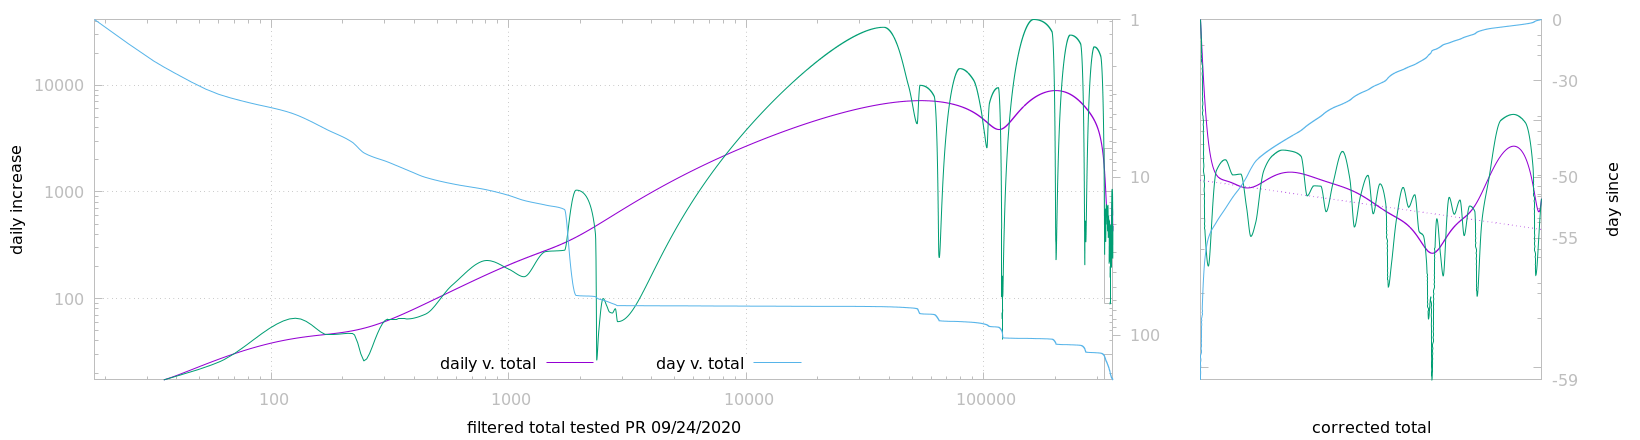 10000
1000
100
daily increase
100
1000
10000
100000
filtered total tested PR 09/24/2020
daily v. total
day v. total
1
10
100
0
-30
-50
-55
-59
day since
corrected total